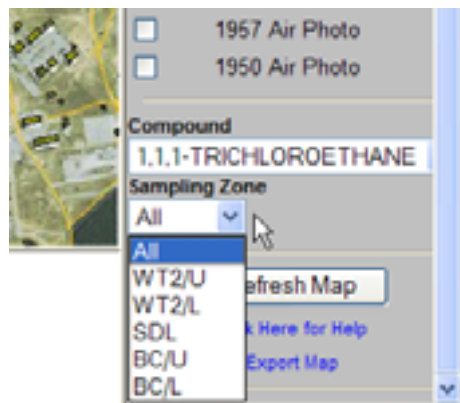 1957 Air Photo
1950 Air Photo
Compound
1,1,1-TRICHLOROETHANE
Sampling Zone
All
All
WT2/U
efresh Map
WT2/L
SDL
k Here for Help
BC/U
Export Map
BC/L